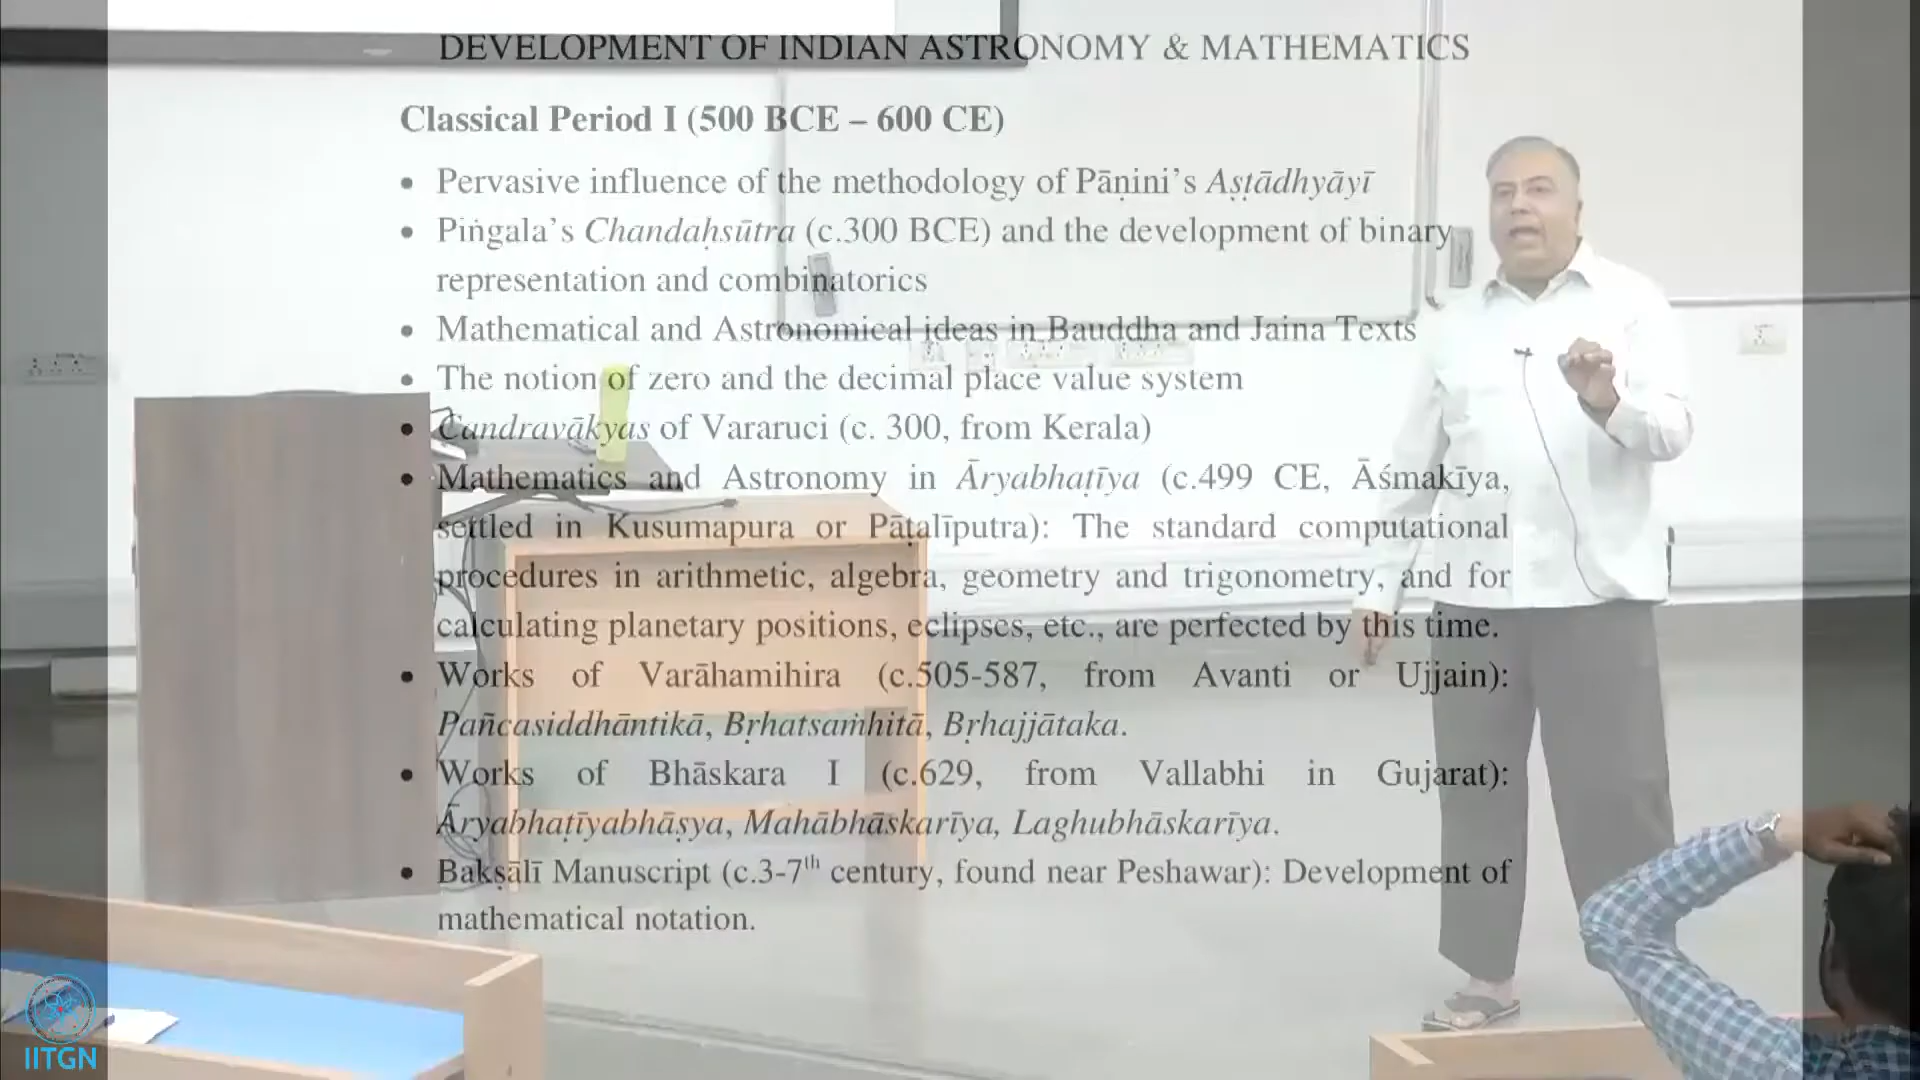 DEVELOPMENT OF INDIAN ASTRONOMY & MATHEMATICS
Classical Period I (500 BCE – 600 CE)
• Pervasive influence of the methodology of Pāṇini’s Aṣṭādhyāyī
• Piṅgala’s Chandaḥsūtra (c.300 BCE) and the development of binary
representation and combinatorics
• Mathematical and Astronomical ideas in Bauddha and Jaina Texts
• The notion of zero and the decimal place value system
• Candravākyas of Vararuci (c. 300, from Kerala)
• Mathematics and Astronomy in Āryabhaṭīya (c.499 CE, Āśmakīya,
settled in Kusumapura or Pāṭalīputra): The standard computational
procedures in arithmetic, algebra, geometry and trigonometry, and for
calculating planetary positions, eclipses, etc., are perfected by this time.
• Works of Varāhamihira (c.505-587, from Avanti or Ujjain):
Pañcasiddhāntikā, Bṛhatsaṁhitā, Bṛhajjātaka.
• Works of Bhāskara I (c.629, from Vallabhi in Gujarat):
Āryabhaṭīyabhāṣya, Mahābhāskarīya, Laghubhāskarīya.
• Bakṣālī Manuscript (c.3-7th century, found near Peshawar): Development of
mathematical notation.
IITGN